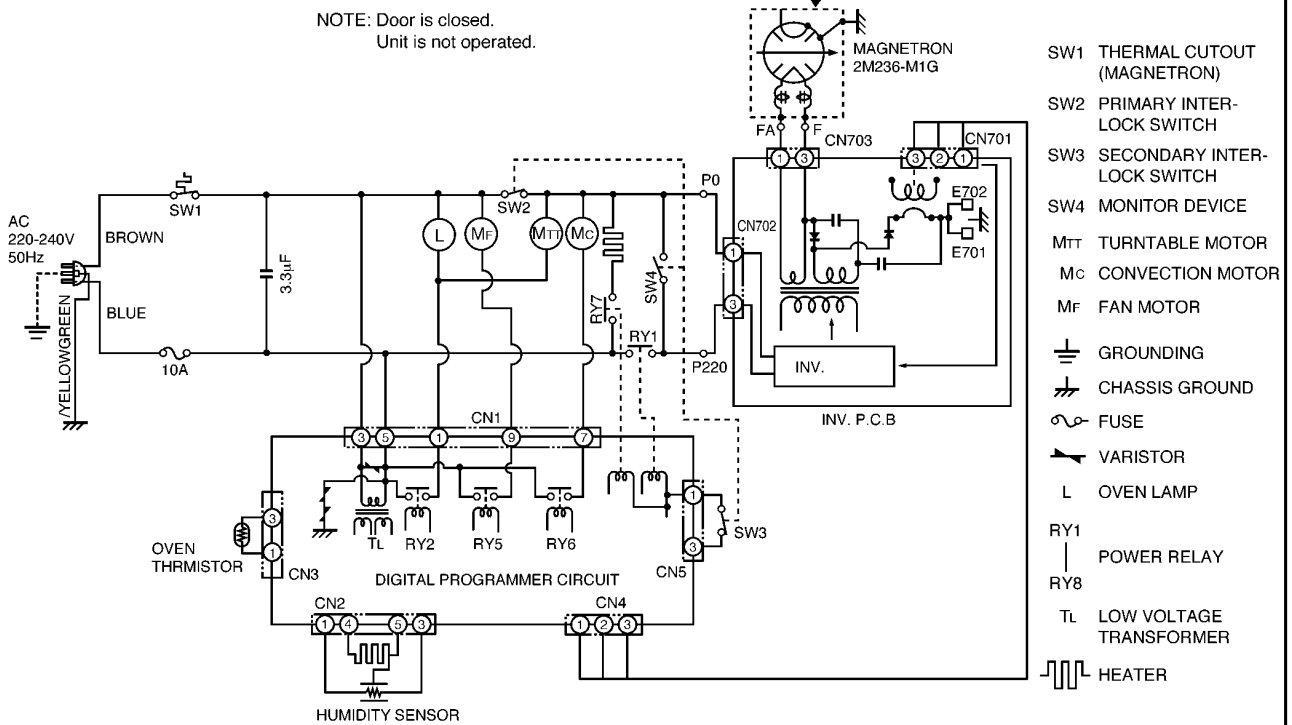 NOTE: Door is closed.
Unit is not operated.
MAGNETRON
2M236-M1G
FA
F
CN703
CN701
1
3
3
2
1
E702
E701
P0
CN702
1
3
P220
INV.
INV. P.C.B
AC
220-240V
50Hz
BROWN
BLUE
/YELLOWGREEN
SW1
10A
3.3µF
L
MF
SW2
MTT
MC
RY7
SW4
RY1
CN1
3
5
1
9
7
TL
RY2
RY5
RY6
1
3
CN5
SW3
OVEN
THRMISTOR
3
1
CN3
DIGITAL PROGRAMMER CIRCUIT
CN2
1
4
5
3
CN4
1
2
3
HUMIDITY SENSOR
SW1 THERMAL CUTOUT
(MAGNETRON)
SW2 PRIMARY INTER-
LOCK SWITCH
SW3 SECONDARY INTER-
LOCK SWITCH
SW4 MONITOR DEVICE
MTT TURNTABLE MOTOR
MC CONVECTION MOTOR
MF FAN MOTOR
GROUNDING
CHASSIS GROUND
FUSE
VARISTOR
L OVEN LAMP
RY1
POWER RELAY
RY8
TL LOW VOLTAGE
TRANSFORMER
HEATER